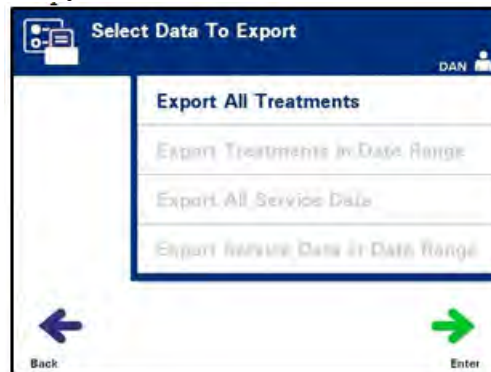 Select Data To Export
DAN
Export All Treatments
Export Treatments in Date Range
Export All Service Data
Export Service Data in Date Range
Back
Enter